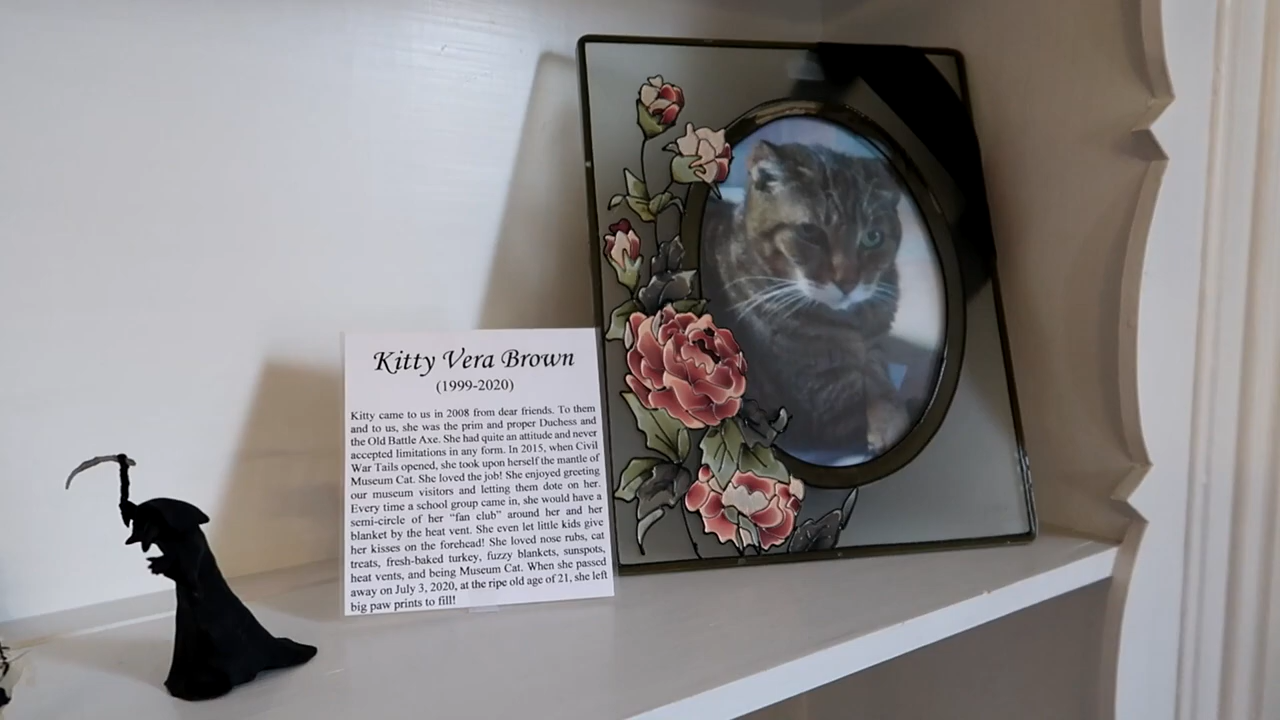 Kitty Vera Brown
(1999-2020)
Kitty came to us in 2008 from dear friends. To them
and to us, she was the prim and proper Duchess and
the Old Battle Axe. She had quite an attitude and never
accepted limitations in any form. In 2015, when Civil
War Tails opened, she took upon herself the mantle of
Museum Cat. She loved the job! She enjoyed greeting
our museum visitors and letting them dote on her.
Every time a school group came in, she would have a
semi-circle of her “fan club” around her and her
blanket by the heat vent. She even let little kids give
her kisses on the forehead! She loved nose rubs, cat
treats, fresh-baked turkey, fuzzy blankets, sunspots,
heat vents, and being Museum Cat. When she passed
away on July 3, 2020, at the ripe old age of 21, she left
big paw prints to fill!